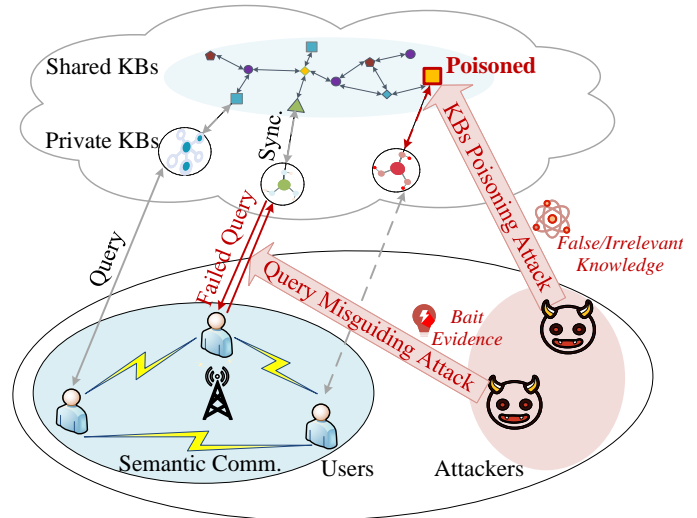 Shared KBs
Poisoned
Private KBs
Sync.
KBs Poisoning Attack
Query
Failed Query
False/Irrelevant
Knowledge
Query Misguiding Attack
Bait
Evidence
Semantic Comm.
Users
Attackers